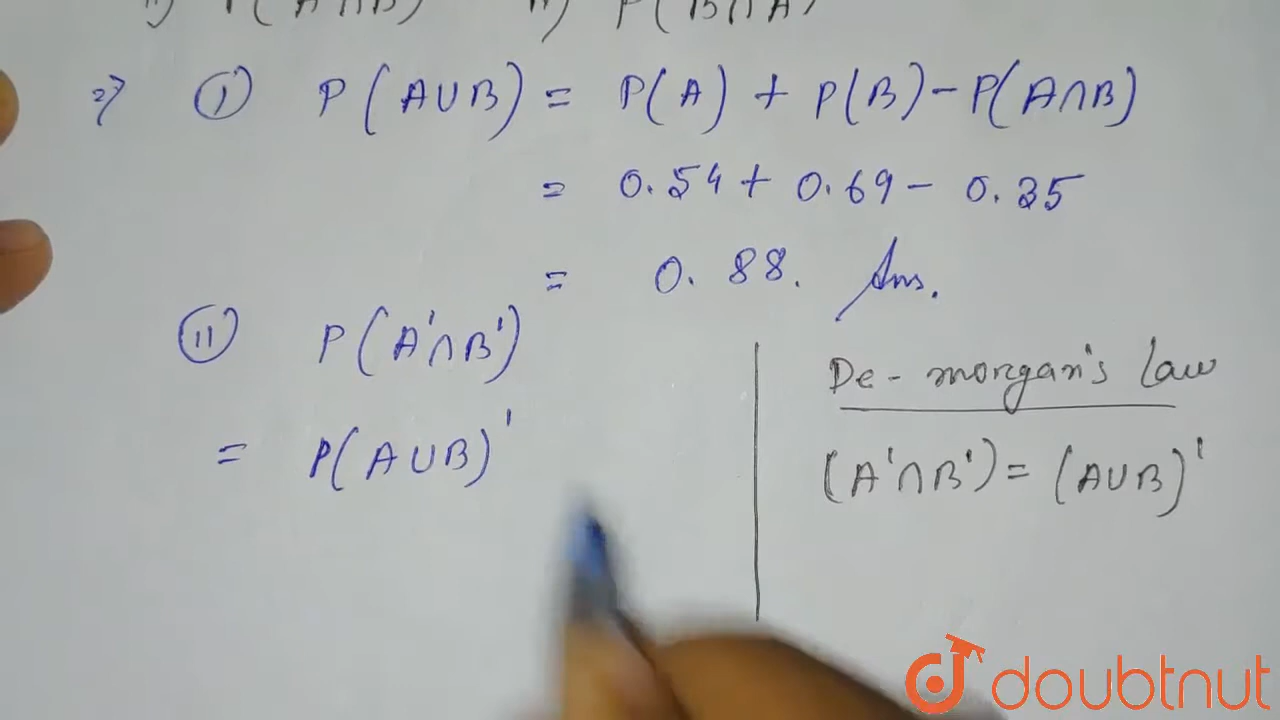 P(A∩B) P(B∩A)
⇒ (i) P(A∪B) = P(A) + P(B) - P(A∩B)
= 0.54 + 0.69 - 0.35
= 0.88. Ans.
(ii) P(A'∩B')
= P(A∪B)'
De-morgan's Law
(A'∩B') = (A∪B)'
doubtnut